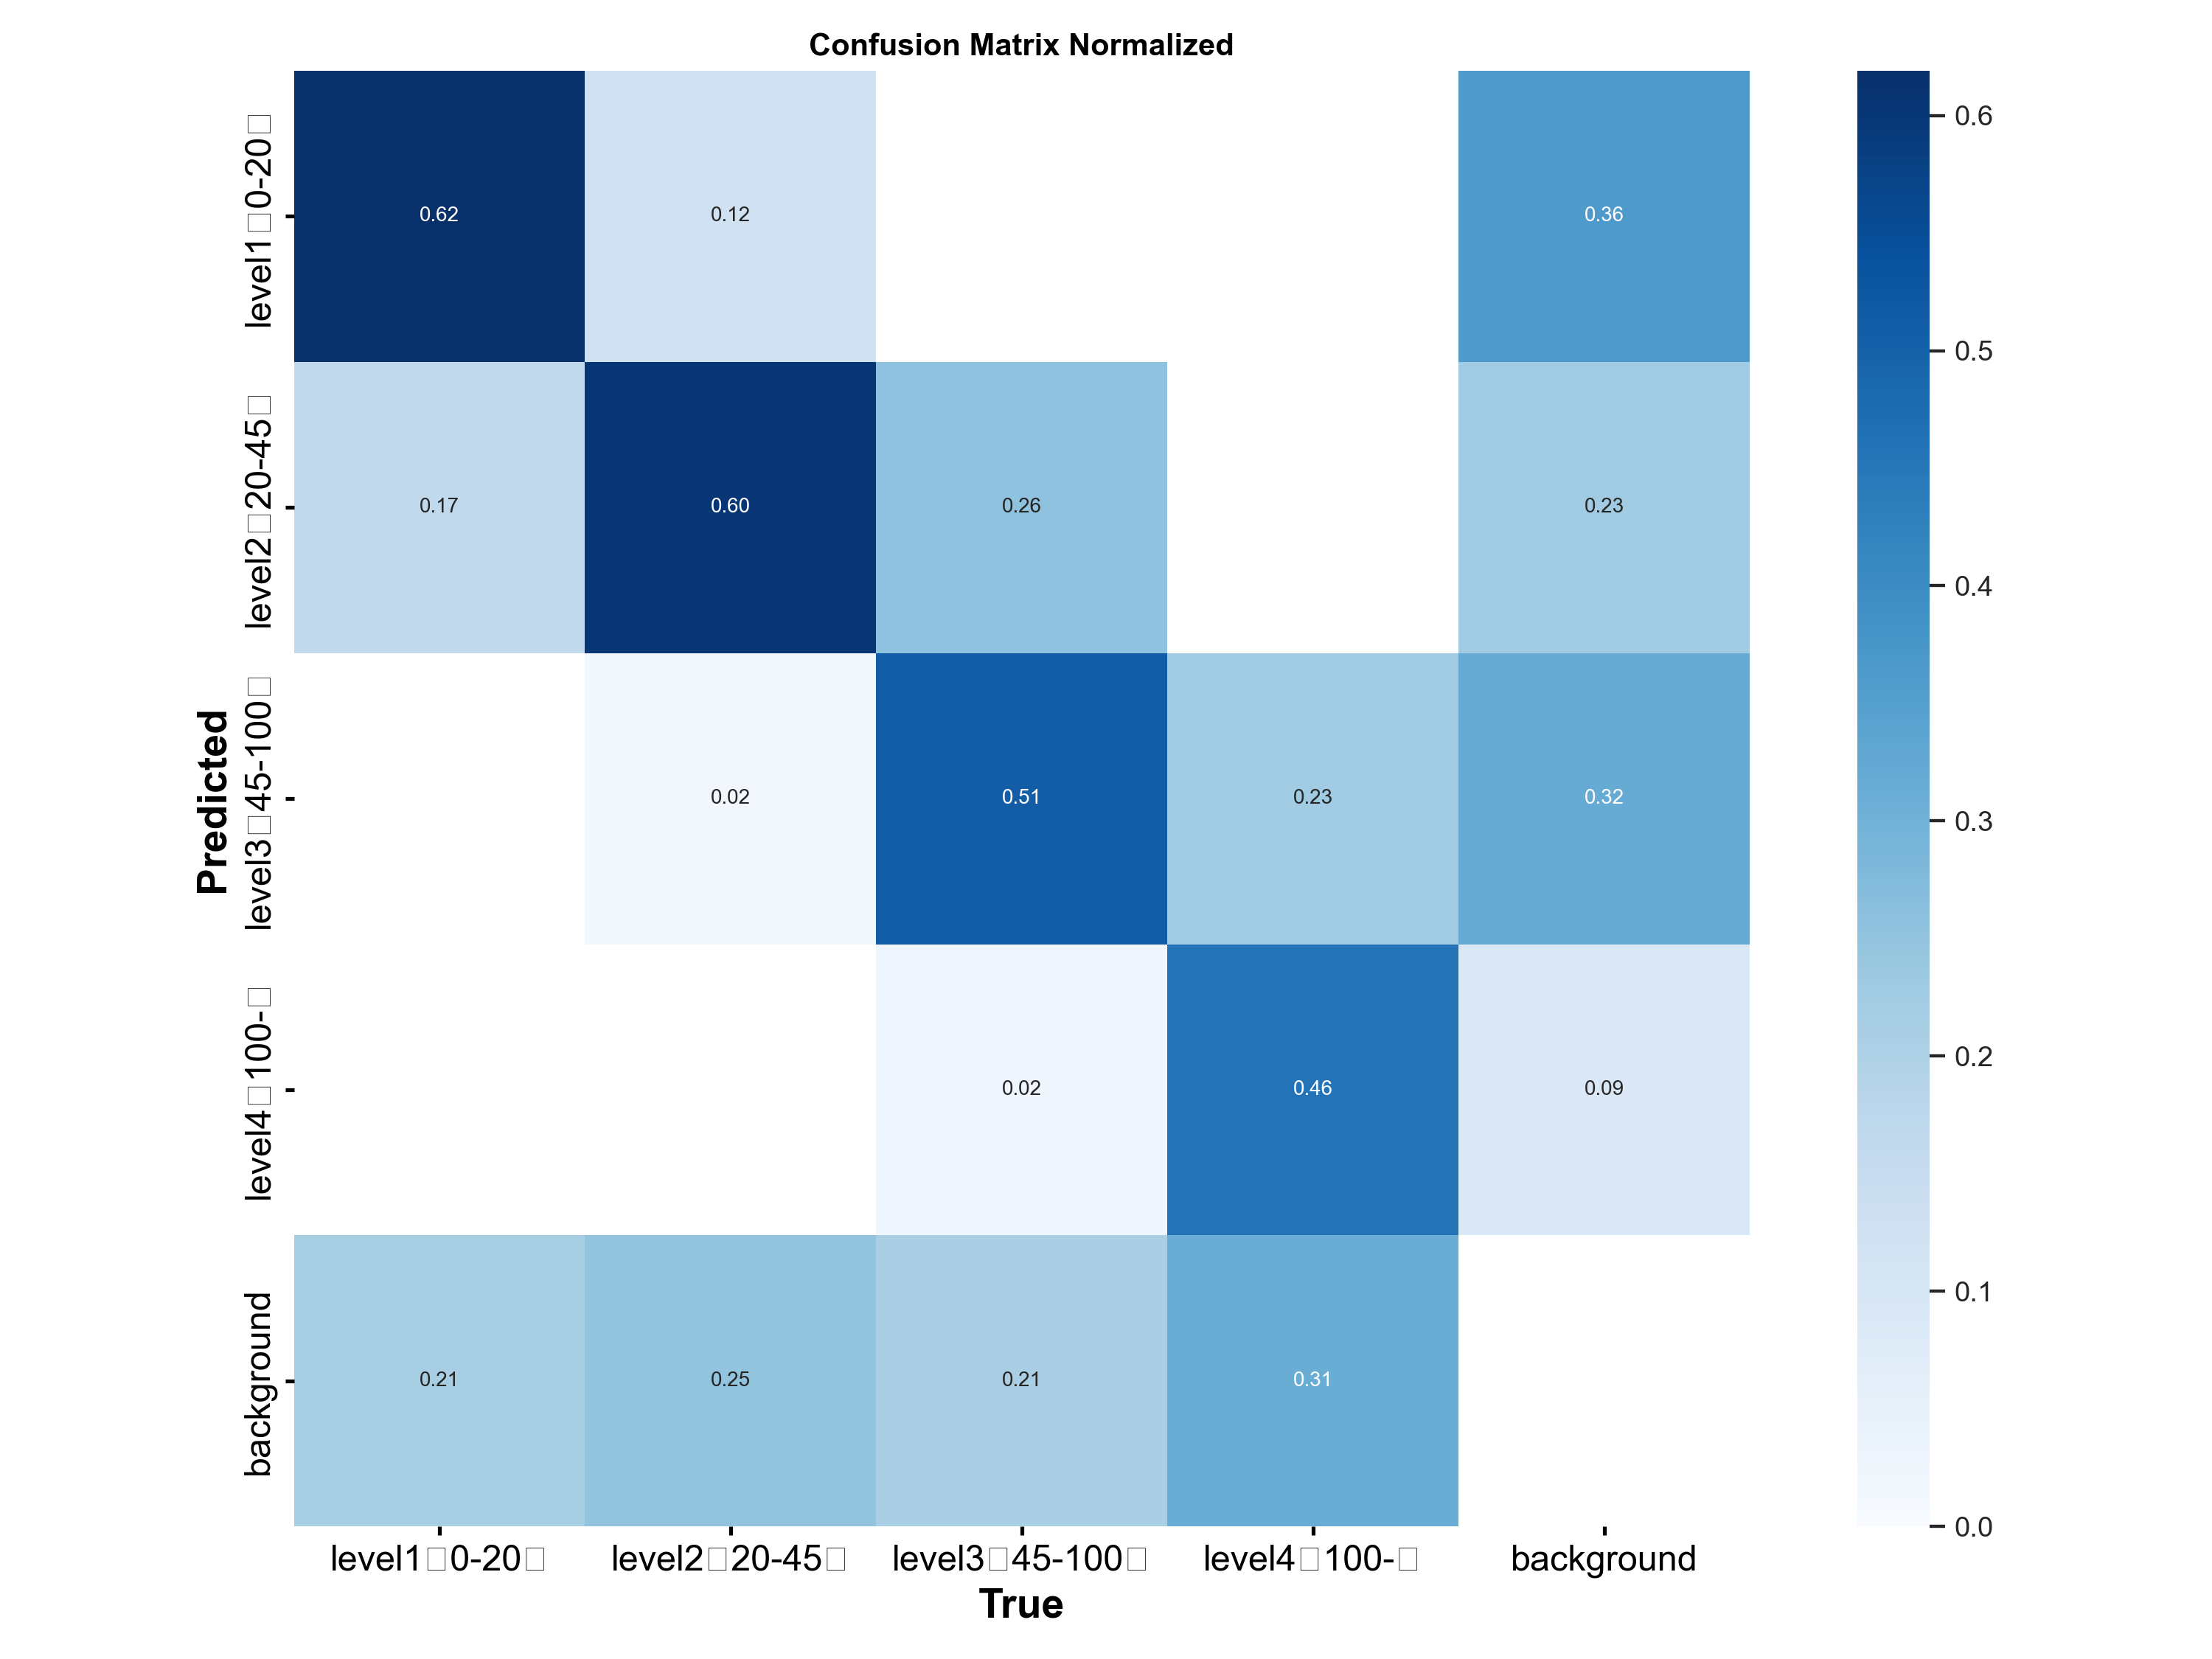 Confusion Matrix Normalized
level1□0-20□
0.62
0.12
0.36
level2□20-45□
0.17
0.60
0.26
0.23
level3□45-100□
0.02
0.51
0.23
0.32
level4□100-□
0.02
0.46
0.09
background
0.21
0.25
0.21
0.31
Predicted
level1□0-20□
level2□20-45□
level3□45-100□
level4□100-□
background
True
0.6
0.5
0.4
0.3
0.2
0.1
0.0